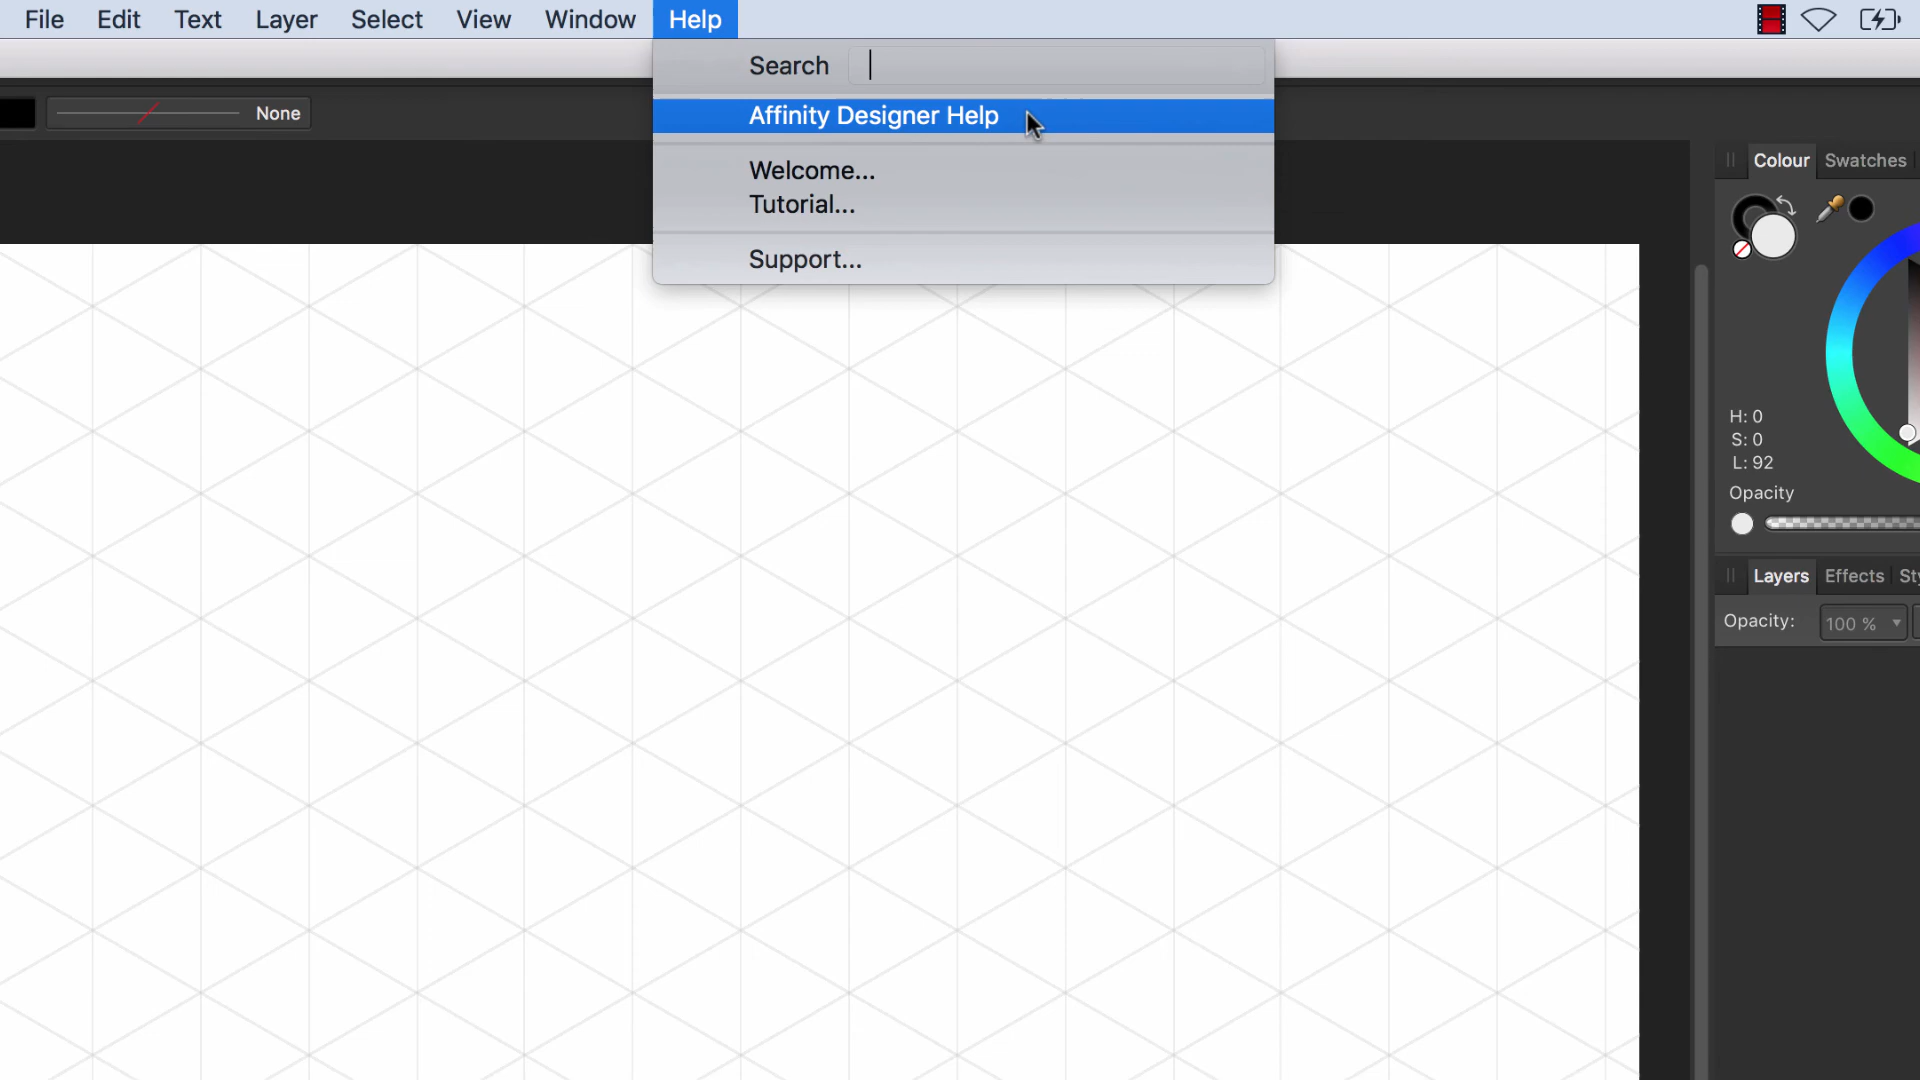 File Edit Text Layer Select View Window Help
Search
None
Affinity Designer Help
Welcome...
Tutorial...
Support...
Colour Swatches
H: 0
S: 0
L: 92
Opacity
Layers Effects
Opacity: 100 %